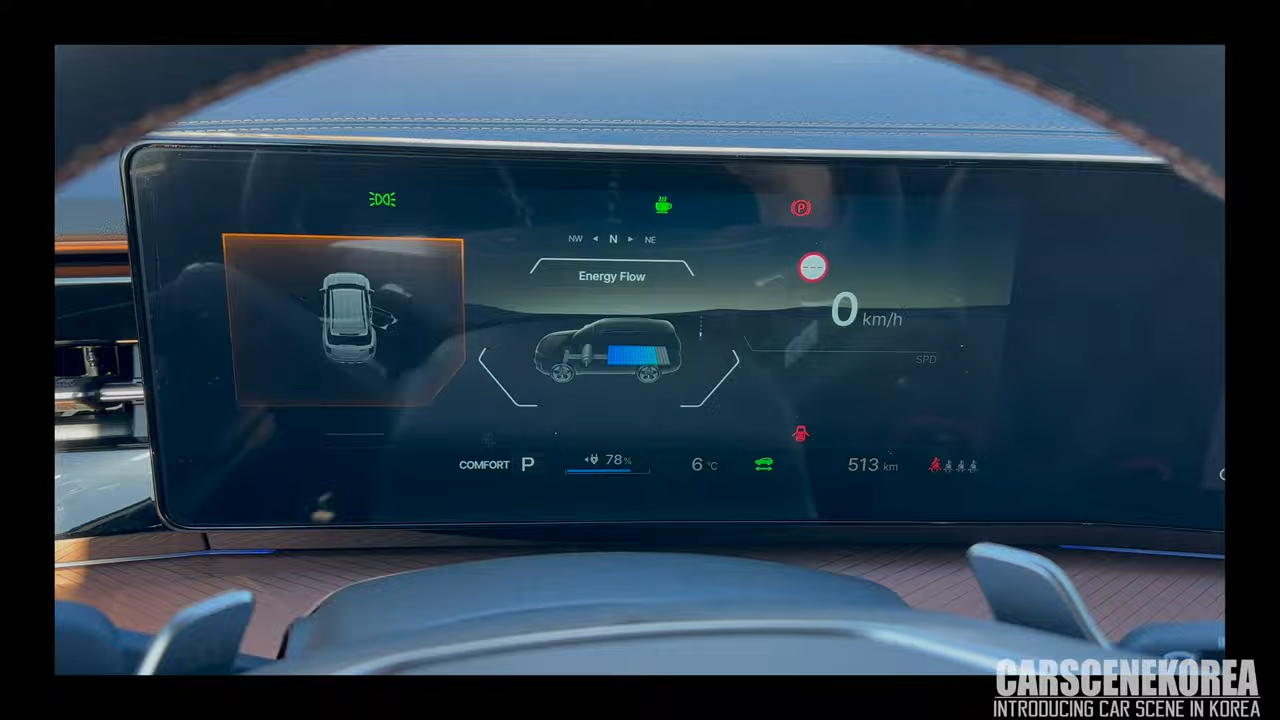 NW N NE
Energy Flow
0 km/h
SPD
COMFORT P 78% 6 °C 513 km
CARSCENEKOREA
INTRODUCING CAR SCENE IN KOREA